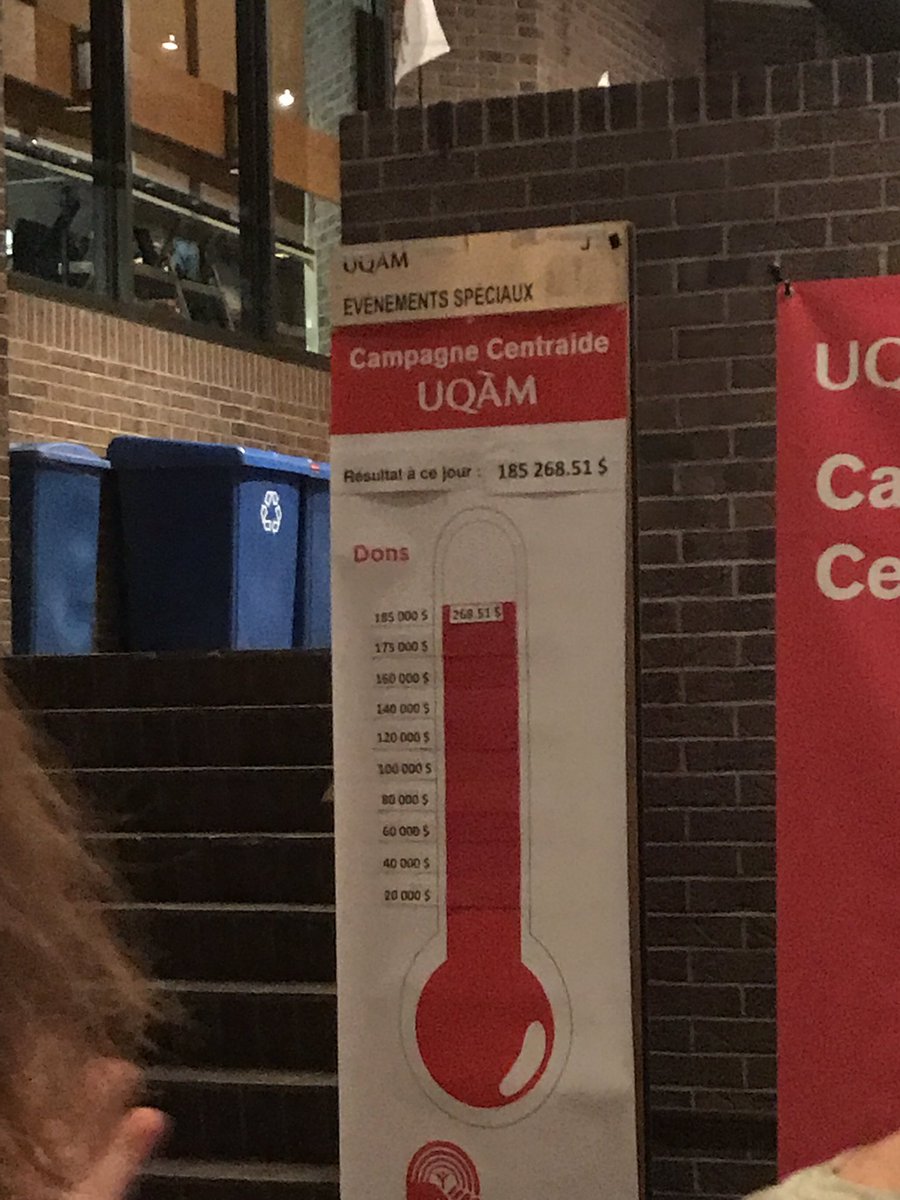 UQAM
EVENEMENTS SPECIAUX
Campagne Centraide
UQÀM
Résultat à ce jour : 185 268.51 $
Dons
185 000 $ 268.51 $
175 000 $
160 000 $
140 000 $
120 000 $
100 000 $
80 000 $
60 000 $
40 000 $
20 000 $
UQ
Ca
Ce